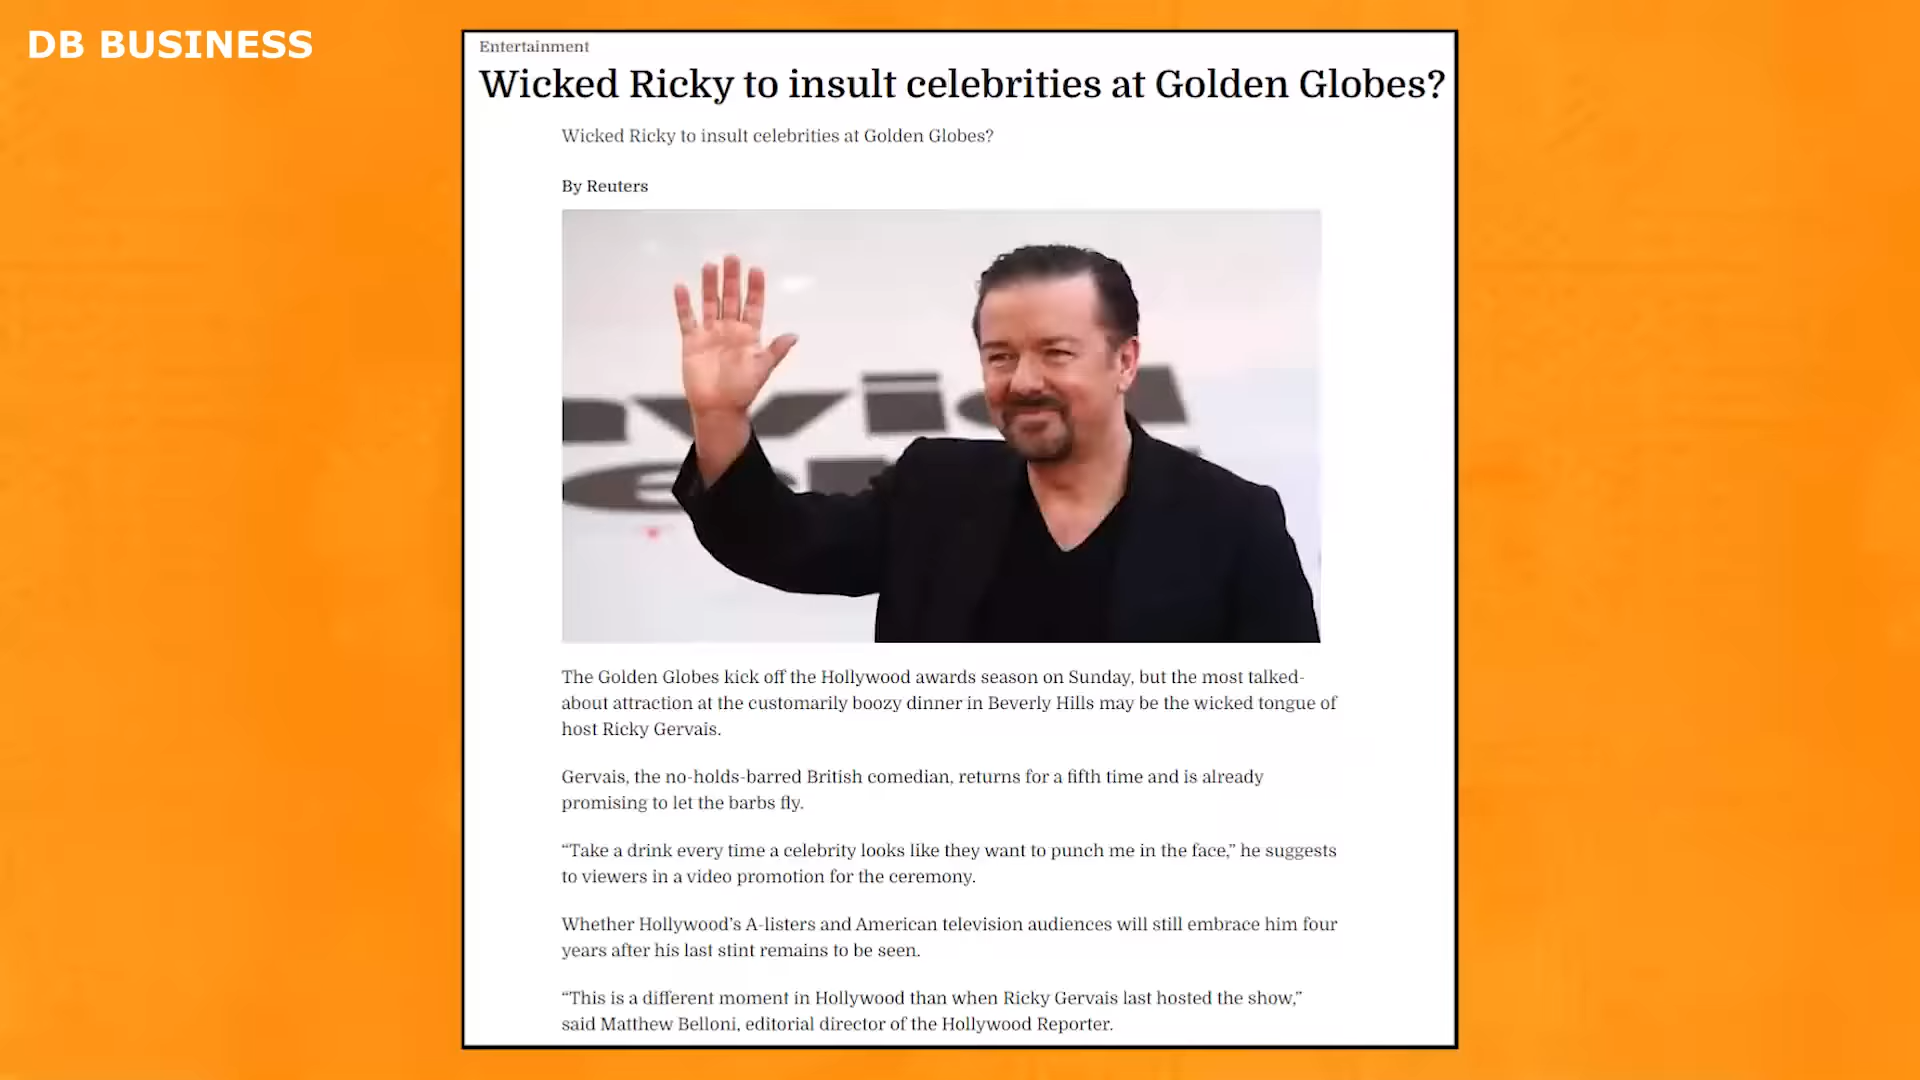 DB BUSINESS
Entertainment
Wicked Ricky to insult celebrities at Golden Globes?
Wicked Ricky to insult celebrities at Golden Globes?
By Reuters
The Golden Globes kick off the Hollywood awards season on Sunday, but the most talked-
about attraction at the customarily boozy dinner in Beverly Hills may be the wicked tongue of
host Ricky Gervais.
Gervais, the no-holds-barred British comedian, returns for a fifth time and is already
promising to let the barbs fly.
“Take a drink every time a celebrity looks like they want to punch me in the face,” he suggests
to viewers in a video promotion for the ceremony.
Whether Hollywood’s A-listers and American television audiences will still embrace him four
years after his last stint remains to be seen.
“This is a different moment in Hollywood than when Ricky Gervais last hosted the show,”
said Matthew Belloni, editorial director of the Hollywood Reporter.